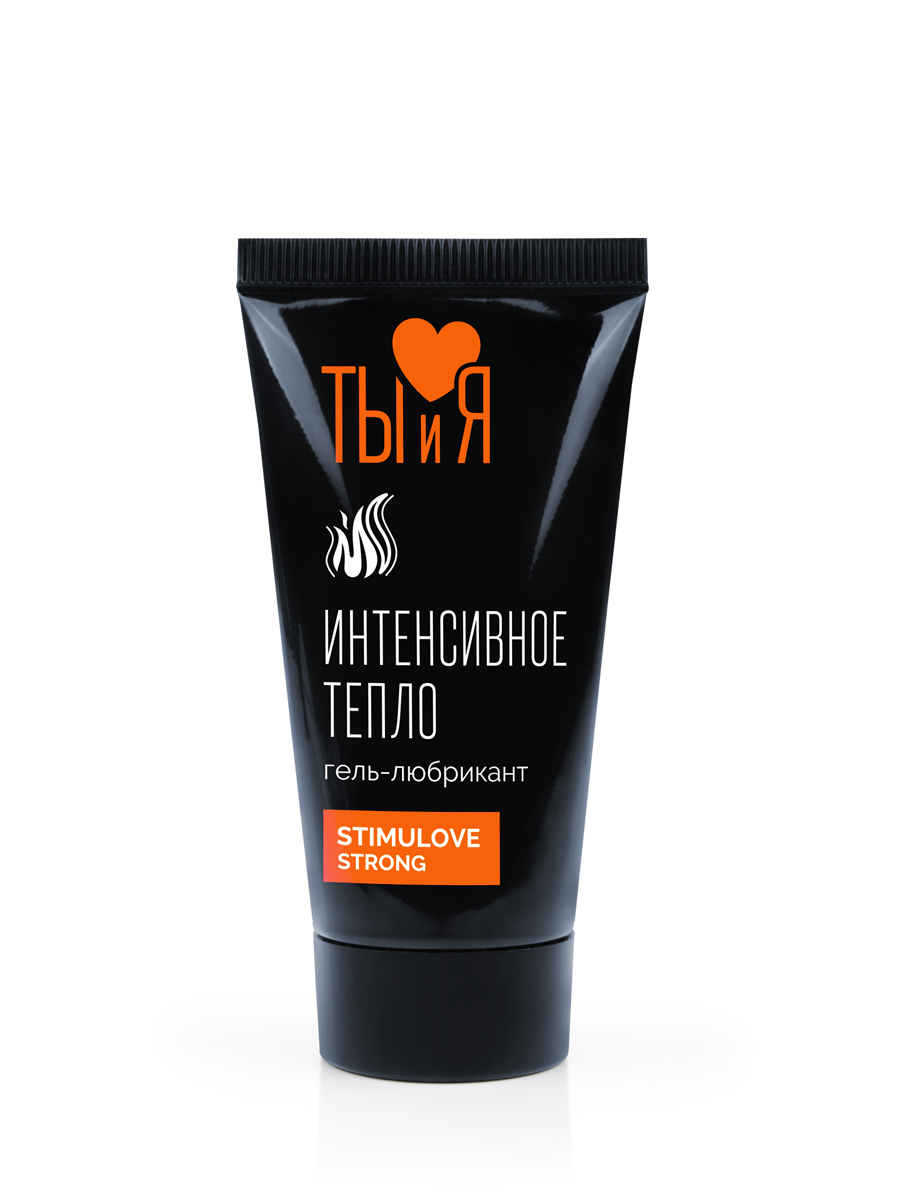 ТЫ и Я
ИНТЕНСИВНОЕ
ТЕПЛО
гель-любрикант
STIMULOVE
STRONG